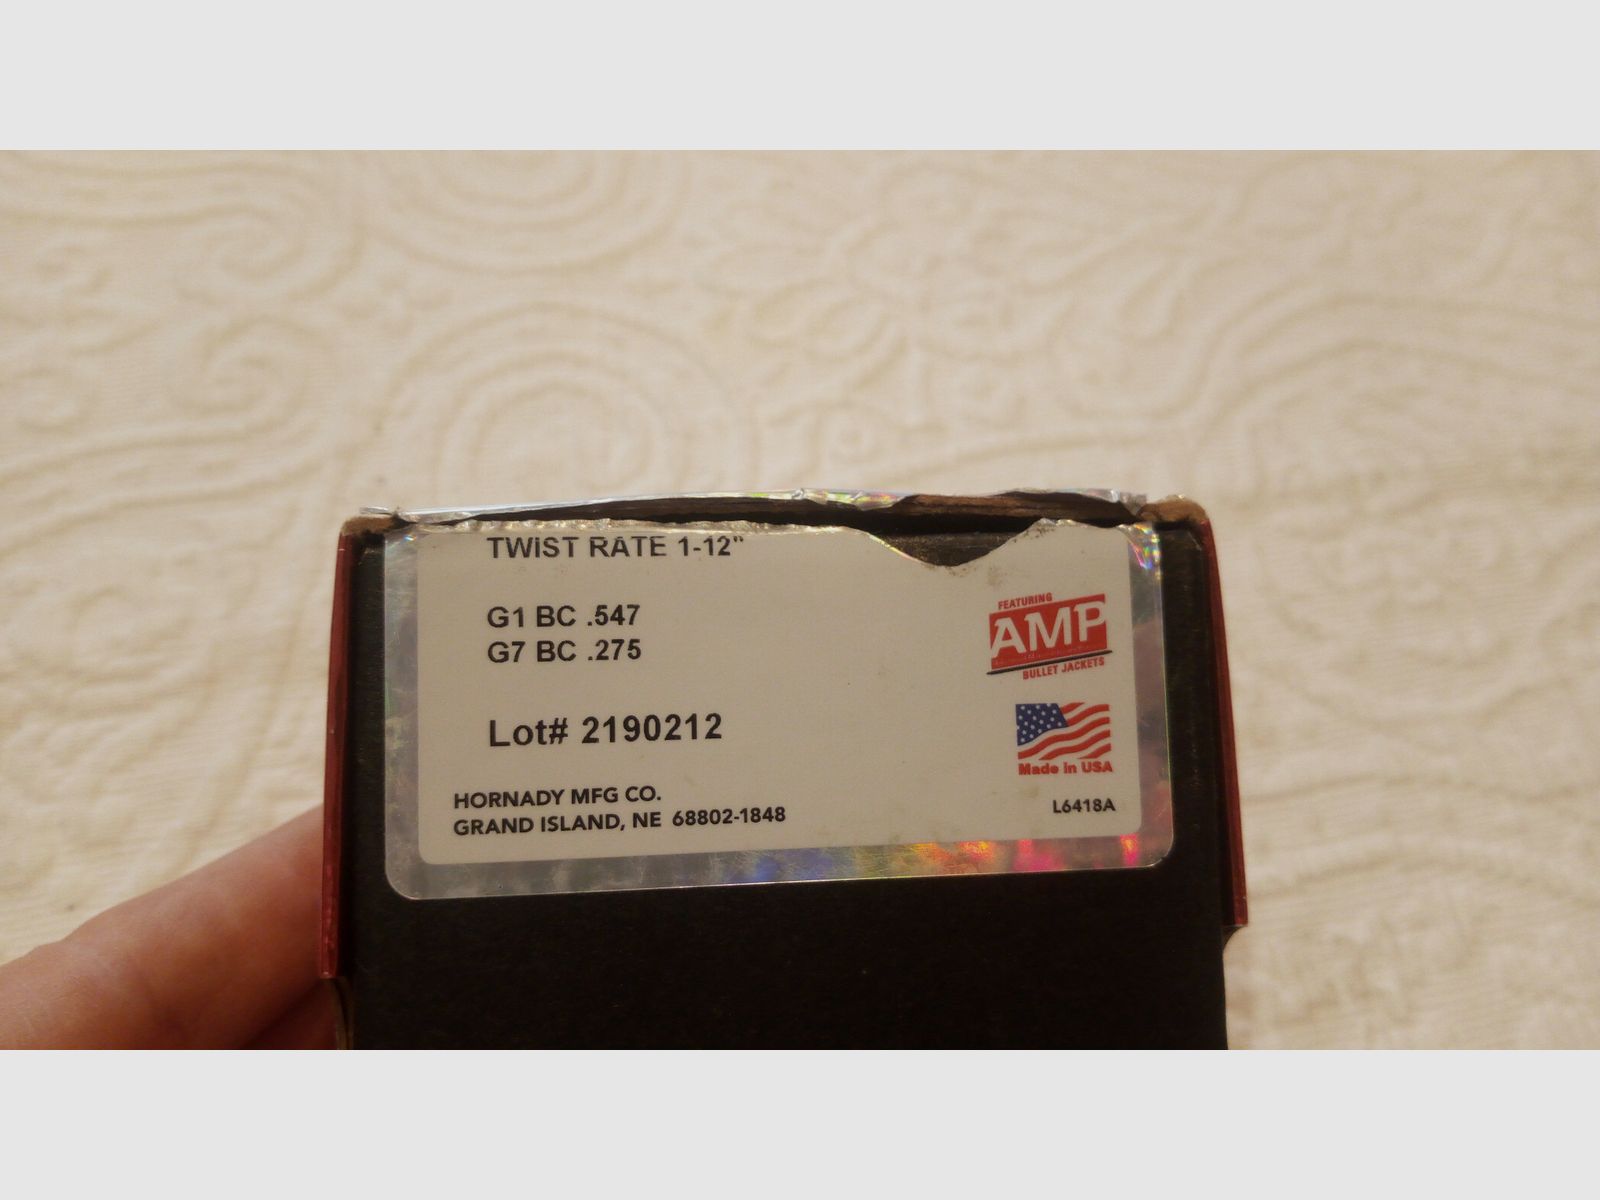 TWIST RATE 1-12"
G1 BC .547
G7 BC .275
Lot# 2190212
HORNADY MFG CO.
GRAND ISLAND, NE 68802-1848
FEATURING
AMP
BULLET JACKETS
Made in USA
L6418A